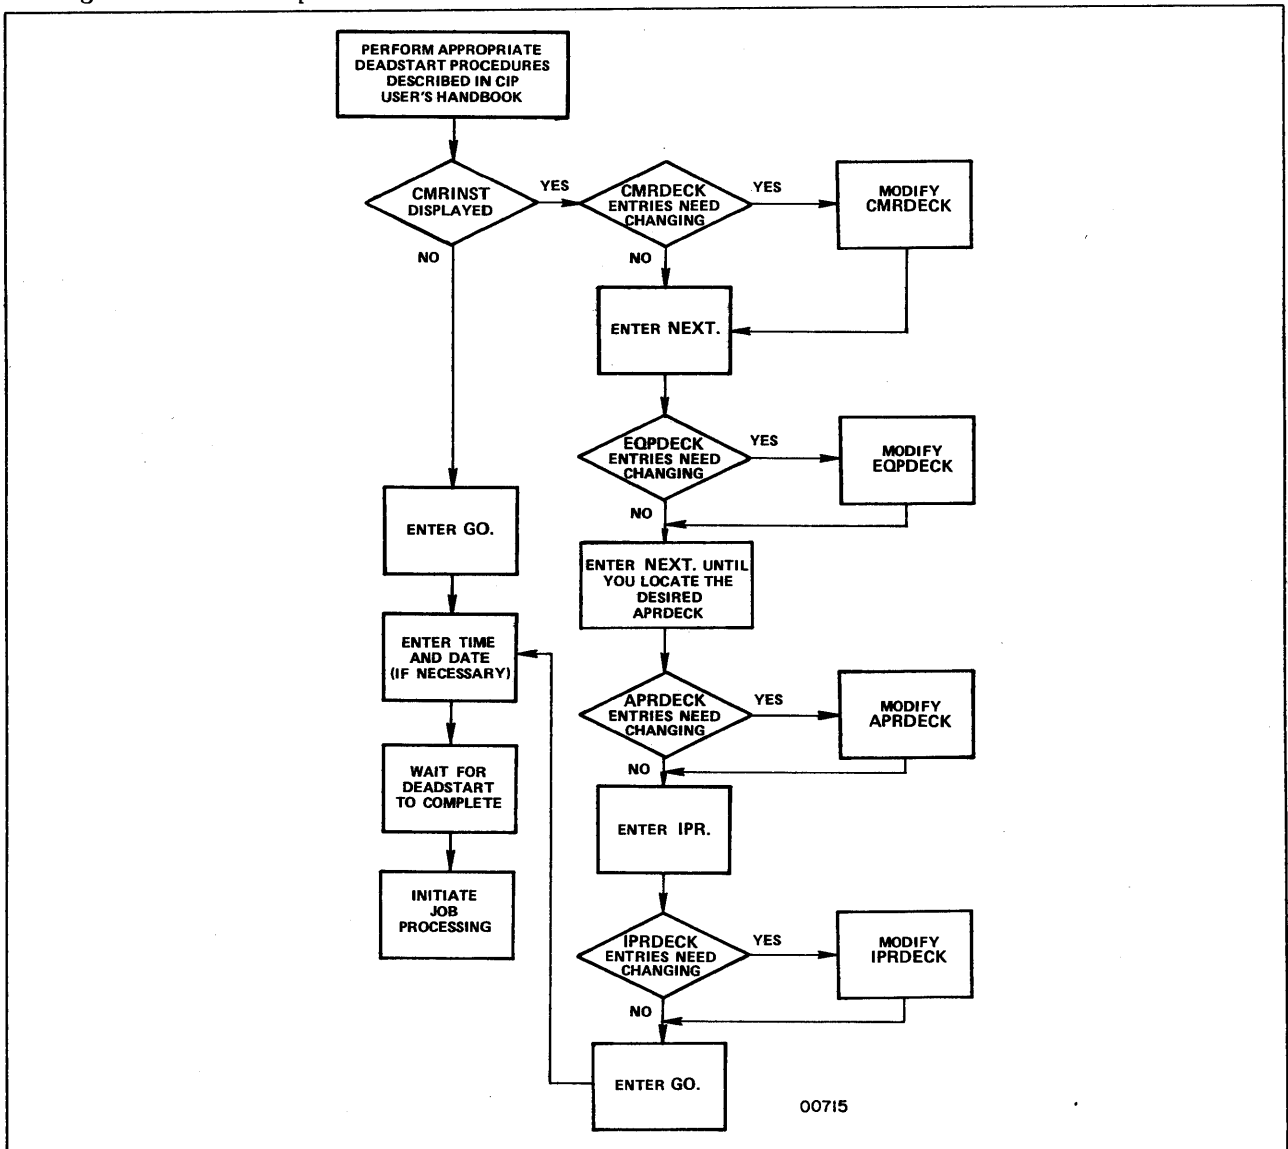 PERFORM APPROPRIATE
DEADSTART PROCEDURES
DESCRIBED IN CIP
USER'S HANDBOOK
CMRINST
DISPLAYED
YES
NO
CMRDECK
ENTRIES NEED
CHANGING
YES
NO
MODIFY
CMRDECK
ENTER NEXT.
EQPDECK
ENTRIES NEED
CHANGING
YES
NO
MODIFY
EQPDECK
ENTER NEXT. UNTIL
YOU LOCATE THE
DESIRED
APRDECK
APRDECK
ENTRIES NEED
CHANGING
YES
NO
MODIFY
APRDECK
ENTER IPR.
IPRDECK
ENTRIES NEED
CHANGING
YES
NO
MODIFY
IPRDECK
ENTER GO.
ENTER GO.
ENTER TIME
AND DATE
(IF NECESSARY)
WAIT FOR
DEADSTART
TO COMPLETE
INITIATE
JOB
PROCESSING
00715